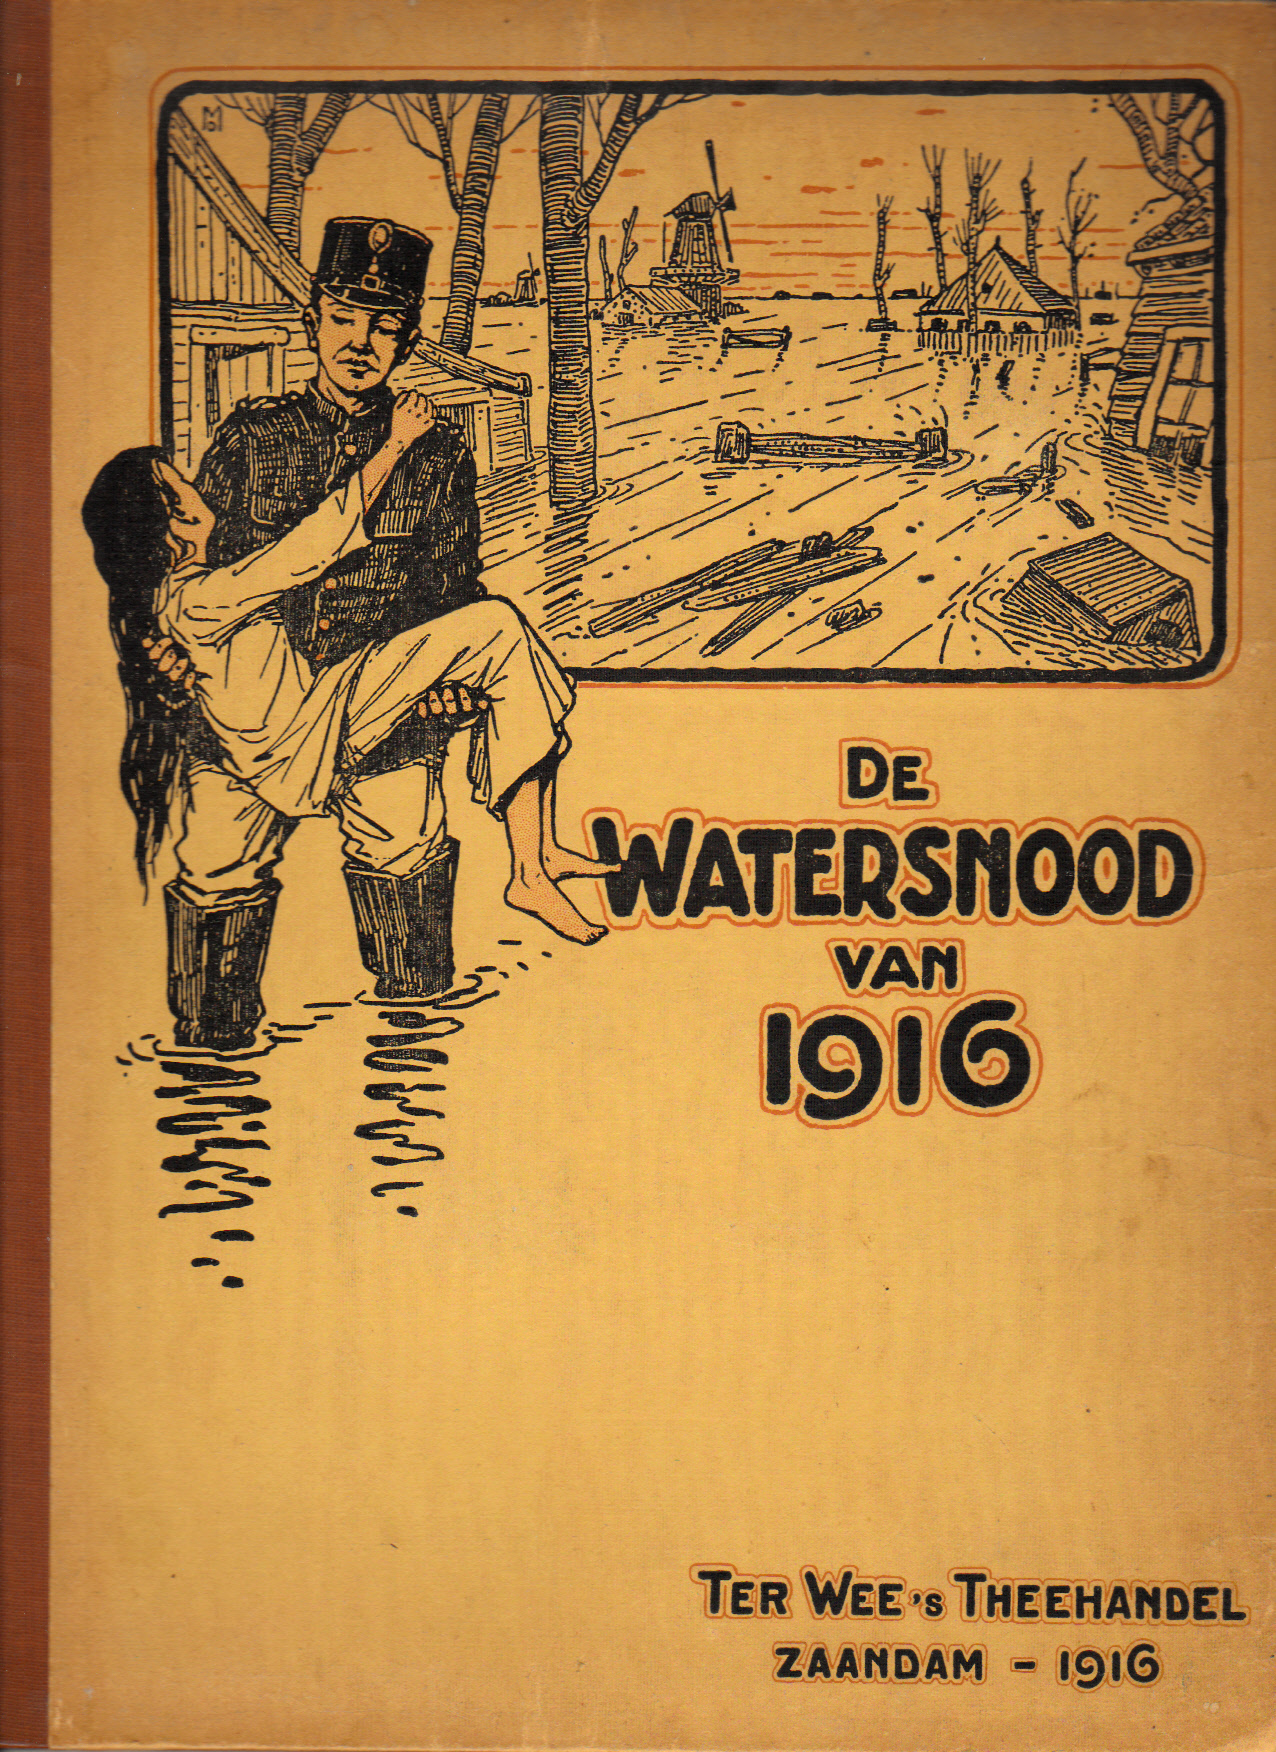 DE
WATERSNOOD
VAN
1916
TER WEE'S THEEHANDEL
ZAANDAM - 1916